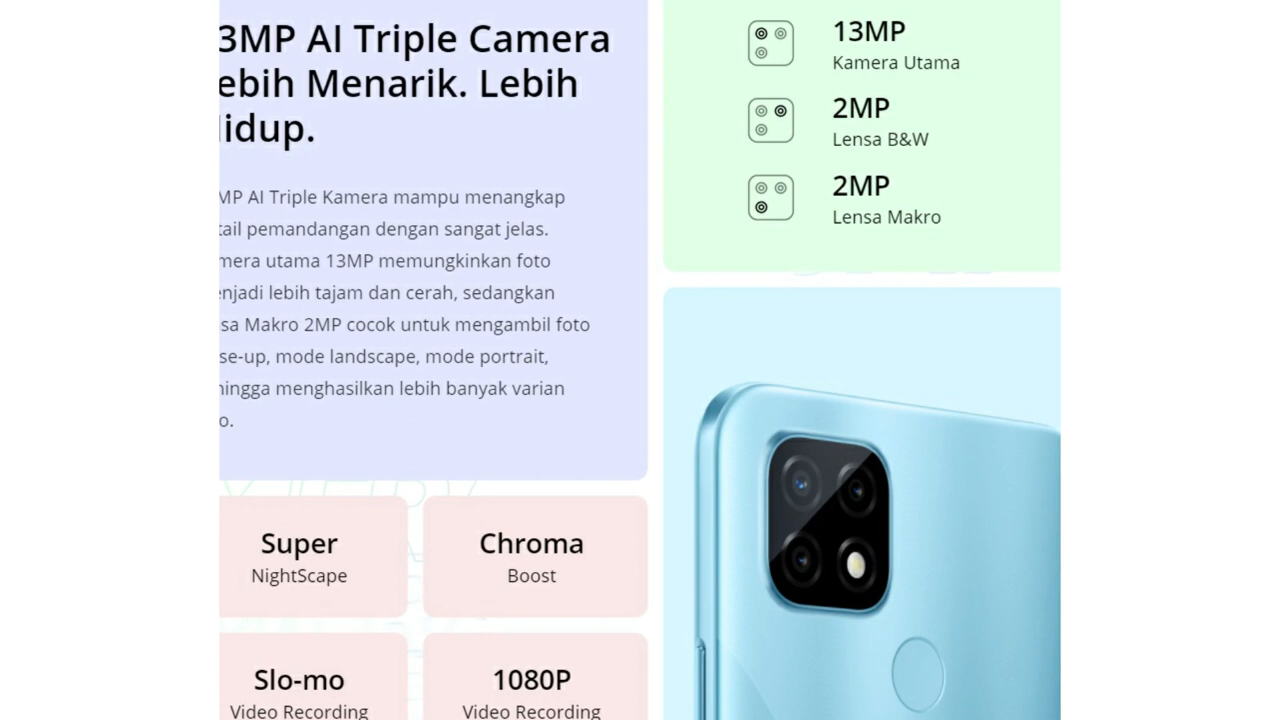 3MP AI Triple Camera
ebih Menarik. Lebih
idup.
MP AI Triple Kamera mampu menangkap
tail pemandangan dengan sangat jelas.
mera utama 13MP memungkinkan foto
enjadi lebih tajam dan cerah, sedangkan
sa Makro 2MP cocok untuk mengambil foto
se-up, mode landscape, mode portrait,
hingga menghasilkan lebih banyak varian
o.
Super
NightScape
Chroma
Boost
Slo-mo
Video Recording
1080P
Video Recording
13MP
Kamera Utama
2MP
Lensa B&W
2MP
Lensa Makro